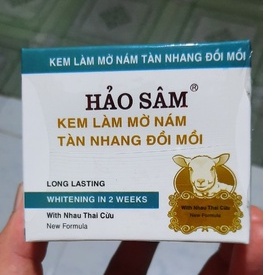 KEM LÀM MỜ NÁM TÀN NHANG ĐỒI MỒI
HẢO SÂM®
KEM LÀM MỜ NÁM
TÀN NHANG ĐỒI MỒI
LONG LASTING
WHITENING IN 2 WEEKS
With Nhau Thai Cừu
New Formula
With Nhau Thai Cừu
New Formula